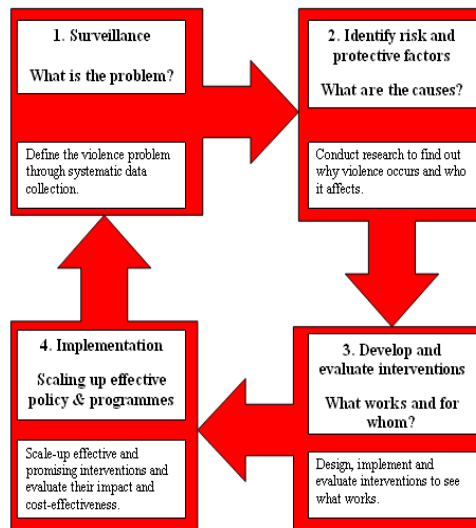 1. Surveillance
What is the problem?
Define the violence problem
through systematic data
collection.
2. Identify risk and
protective factors
What are the causes?
Conduct research to find out
why violence occurs and who
it affects.
3. Develop and
evaluate interventions
What works and for
whom?
Design, implement and
evaluate interventions to see
what works.
4. Implementation
Scaling up effective
policy & programmes
Scale-up effective and
promising interventions and
evaluate their impact and
cost-effectiveness.